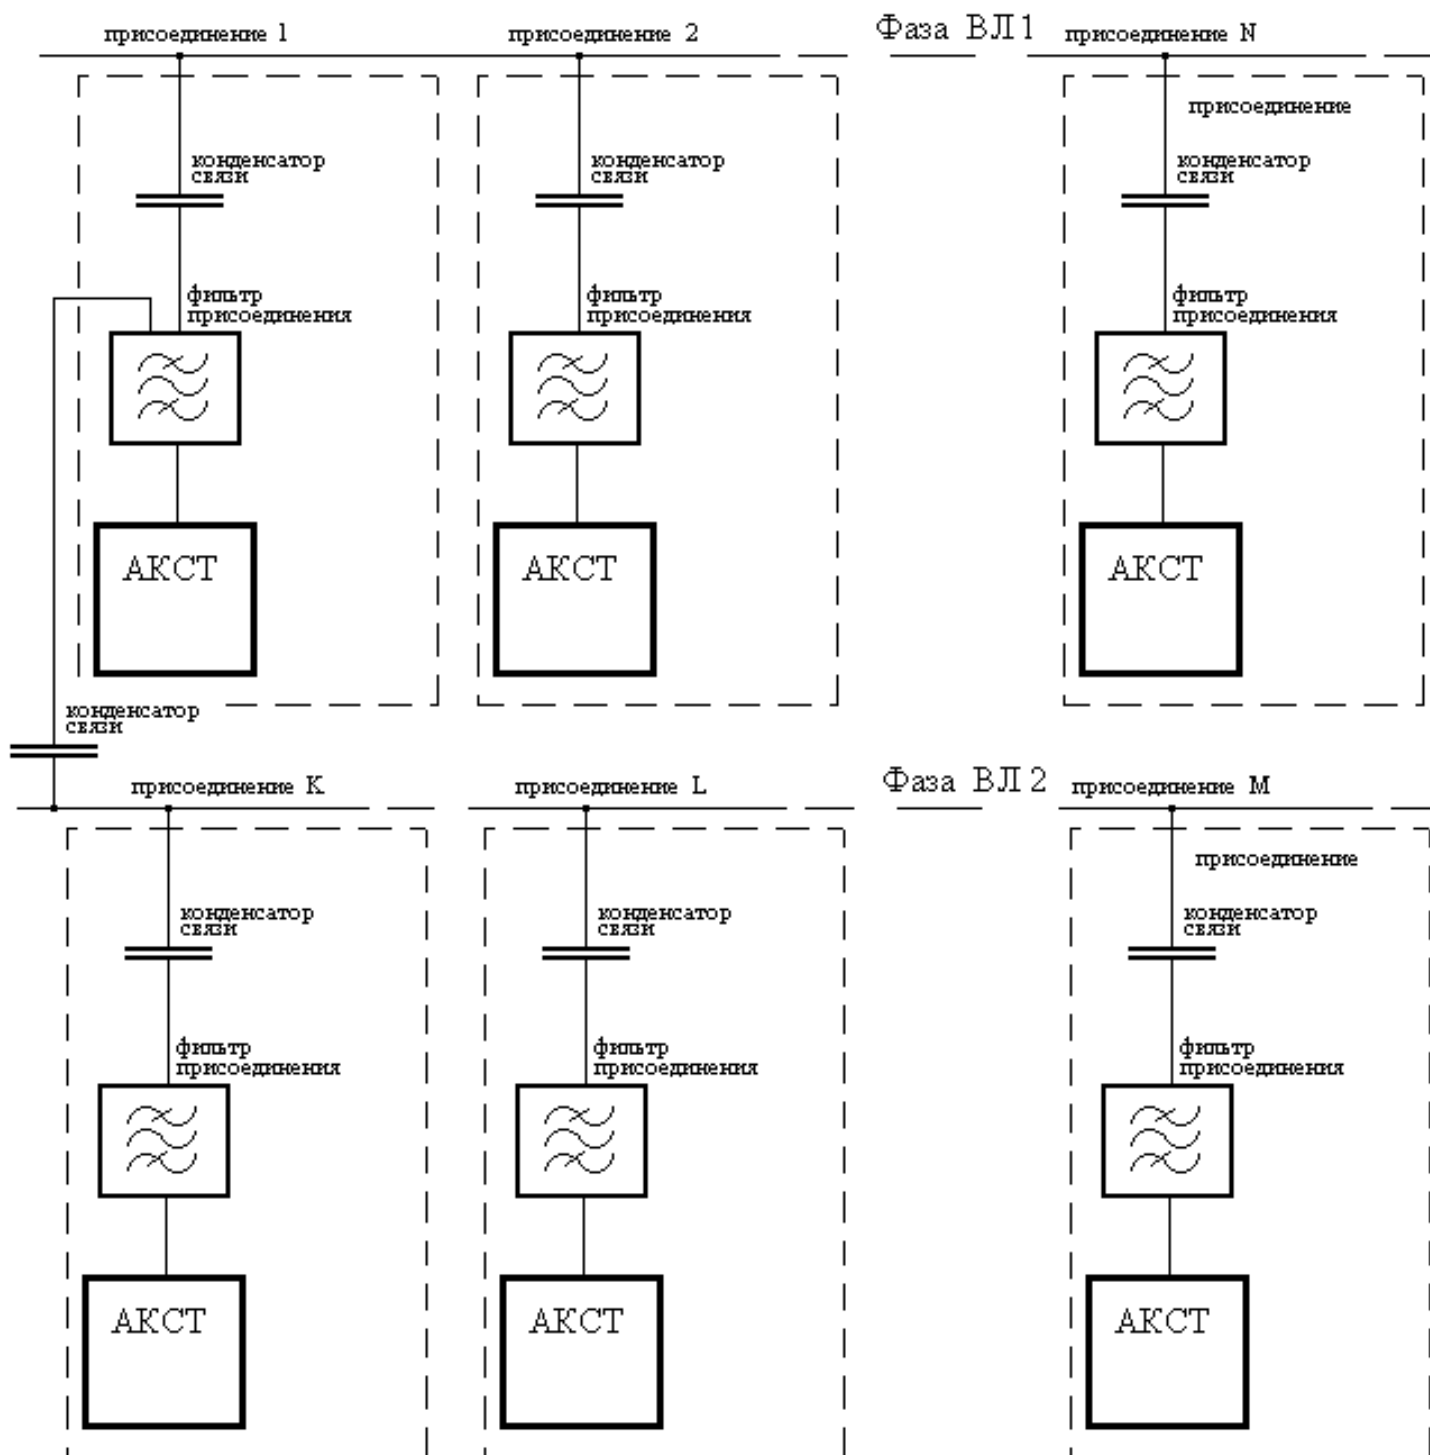 присоединение 1
присоединение 2
Фаза ВЛ1
присоединение N
присоединение
конденсатор
связи
конденсатор
связи
конденсатор
связи
фильтр
присоединения
фильтр
присоединения
фильтр
присоединения
АКСТ
АКСТ
АКСТ
конденсатор
связи
присоединение K
присоединение L
Фаза ВЛ2
присоединение M
присоединение
конденсатор
связи
конденсатор
связи
конденсатор
связи
фильтр
присоединения
фильтр
присоединения
фильтр
присоединения
АКСТ
АКСТ
АКСТ